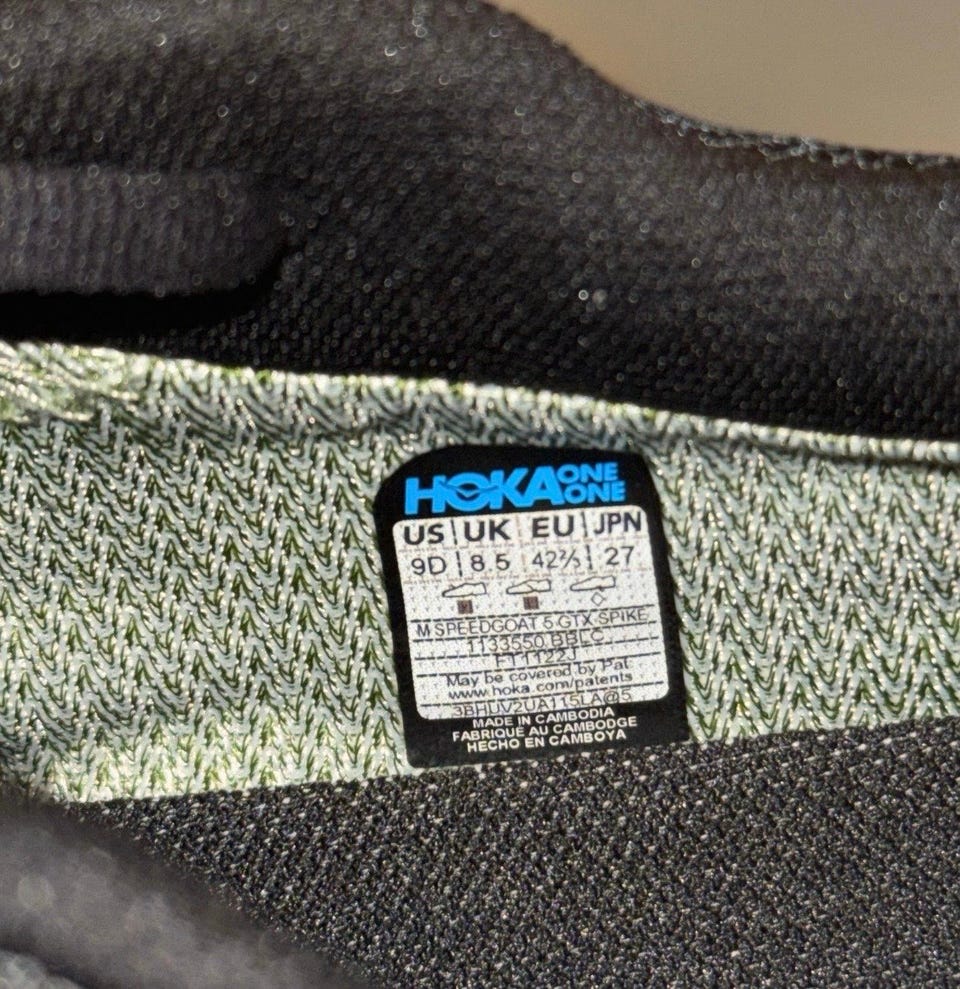 HOKA ONE ONE
US UK EU JPN
9D 8.5 42⅔ 27
M SPEEDGOAT 5 GTX SPIKE
1133550 BBLC
FT1122J
May be covered by Pat.
www.hoka.com/patents
3BHUV2UA115LA@5
MADE IN CAMBODIA
FABRIQUÉ AU CAMBODGE
HECHO EN CAMBOYA